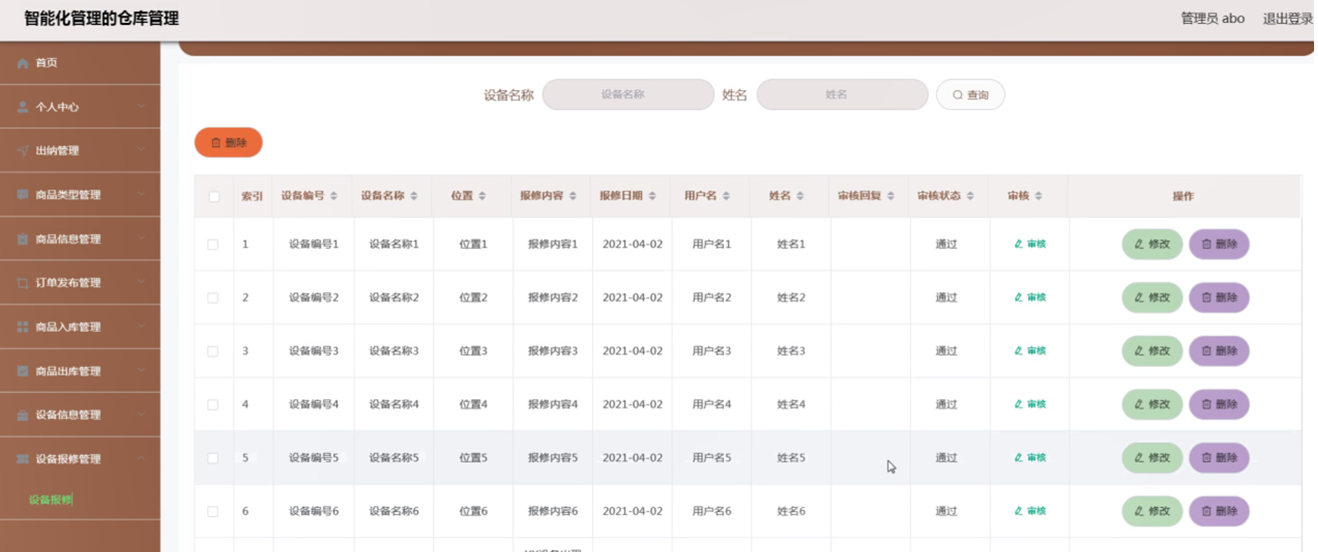 智能化管理的仓库管理
管理员 abo 退出登录
首页
个人中心
出纳管理
商品类型管理
商品信息管理
订单发布管理
商品入库管理
商品出库管理
设备信息管理
设备报修管理
设备报修
设备名称 设备名称 姓名 姓名 查询
删除
索引 设备编号 设备名称 位置 报修内容 报修日期 用户名 姓名 审核回复 审核状态 审核 操作
1 设备编号1 设备名称1 位置1 报修内容1 2021-04-02 用户名1 姓名1 通过 审核 修改 删除
2 设备编号2 设备名称2 位置2 报修内容2 2021-04-02 用户名2 姓名2 通过 审核 修改 删除
3 设备编号3 设备名称3 位置3 报修内容3 2021-04-02 用户名3 姓名3 通过 审核 修改 删除
4 设备编号4 设备名称4 位置4 报修内容4 2021-04-02 用户名4 姓名4 通过 审核 修改 删除
5 设备编号5 设备名称5 位置5 报修内容5 2021-04-02 用户名5 姓名5 通过 审核 修改 删除
6 设备编号6 设备名称6 位置6 报修内容6 2021-04-02 用户名6 姓名6 通过 审核 修改 删除